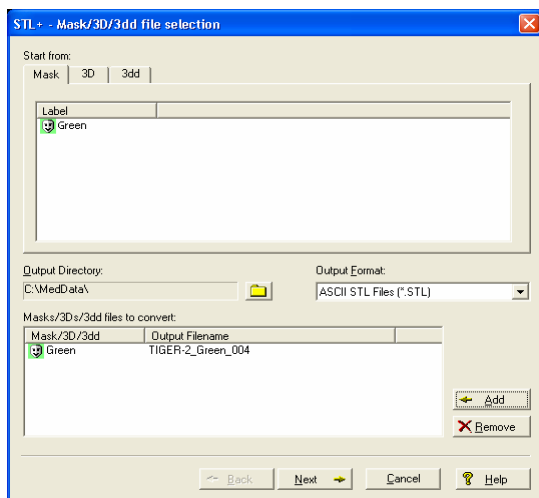 STL+ - Mask/3D/3dd file selection
Start from:
Mask 3D 3dd
Label
Green
Output Directory: Output Format:
C:\MedData\ ASCII STL Files (*.STL)
Masks/3Ds/3dd files to convert:
Mask/3D/3dd Output Filename
Green TIGER-2_Green_004
Add
Remove
Back Next Cancel Help